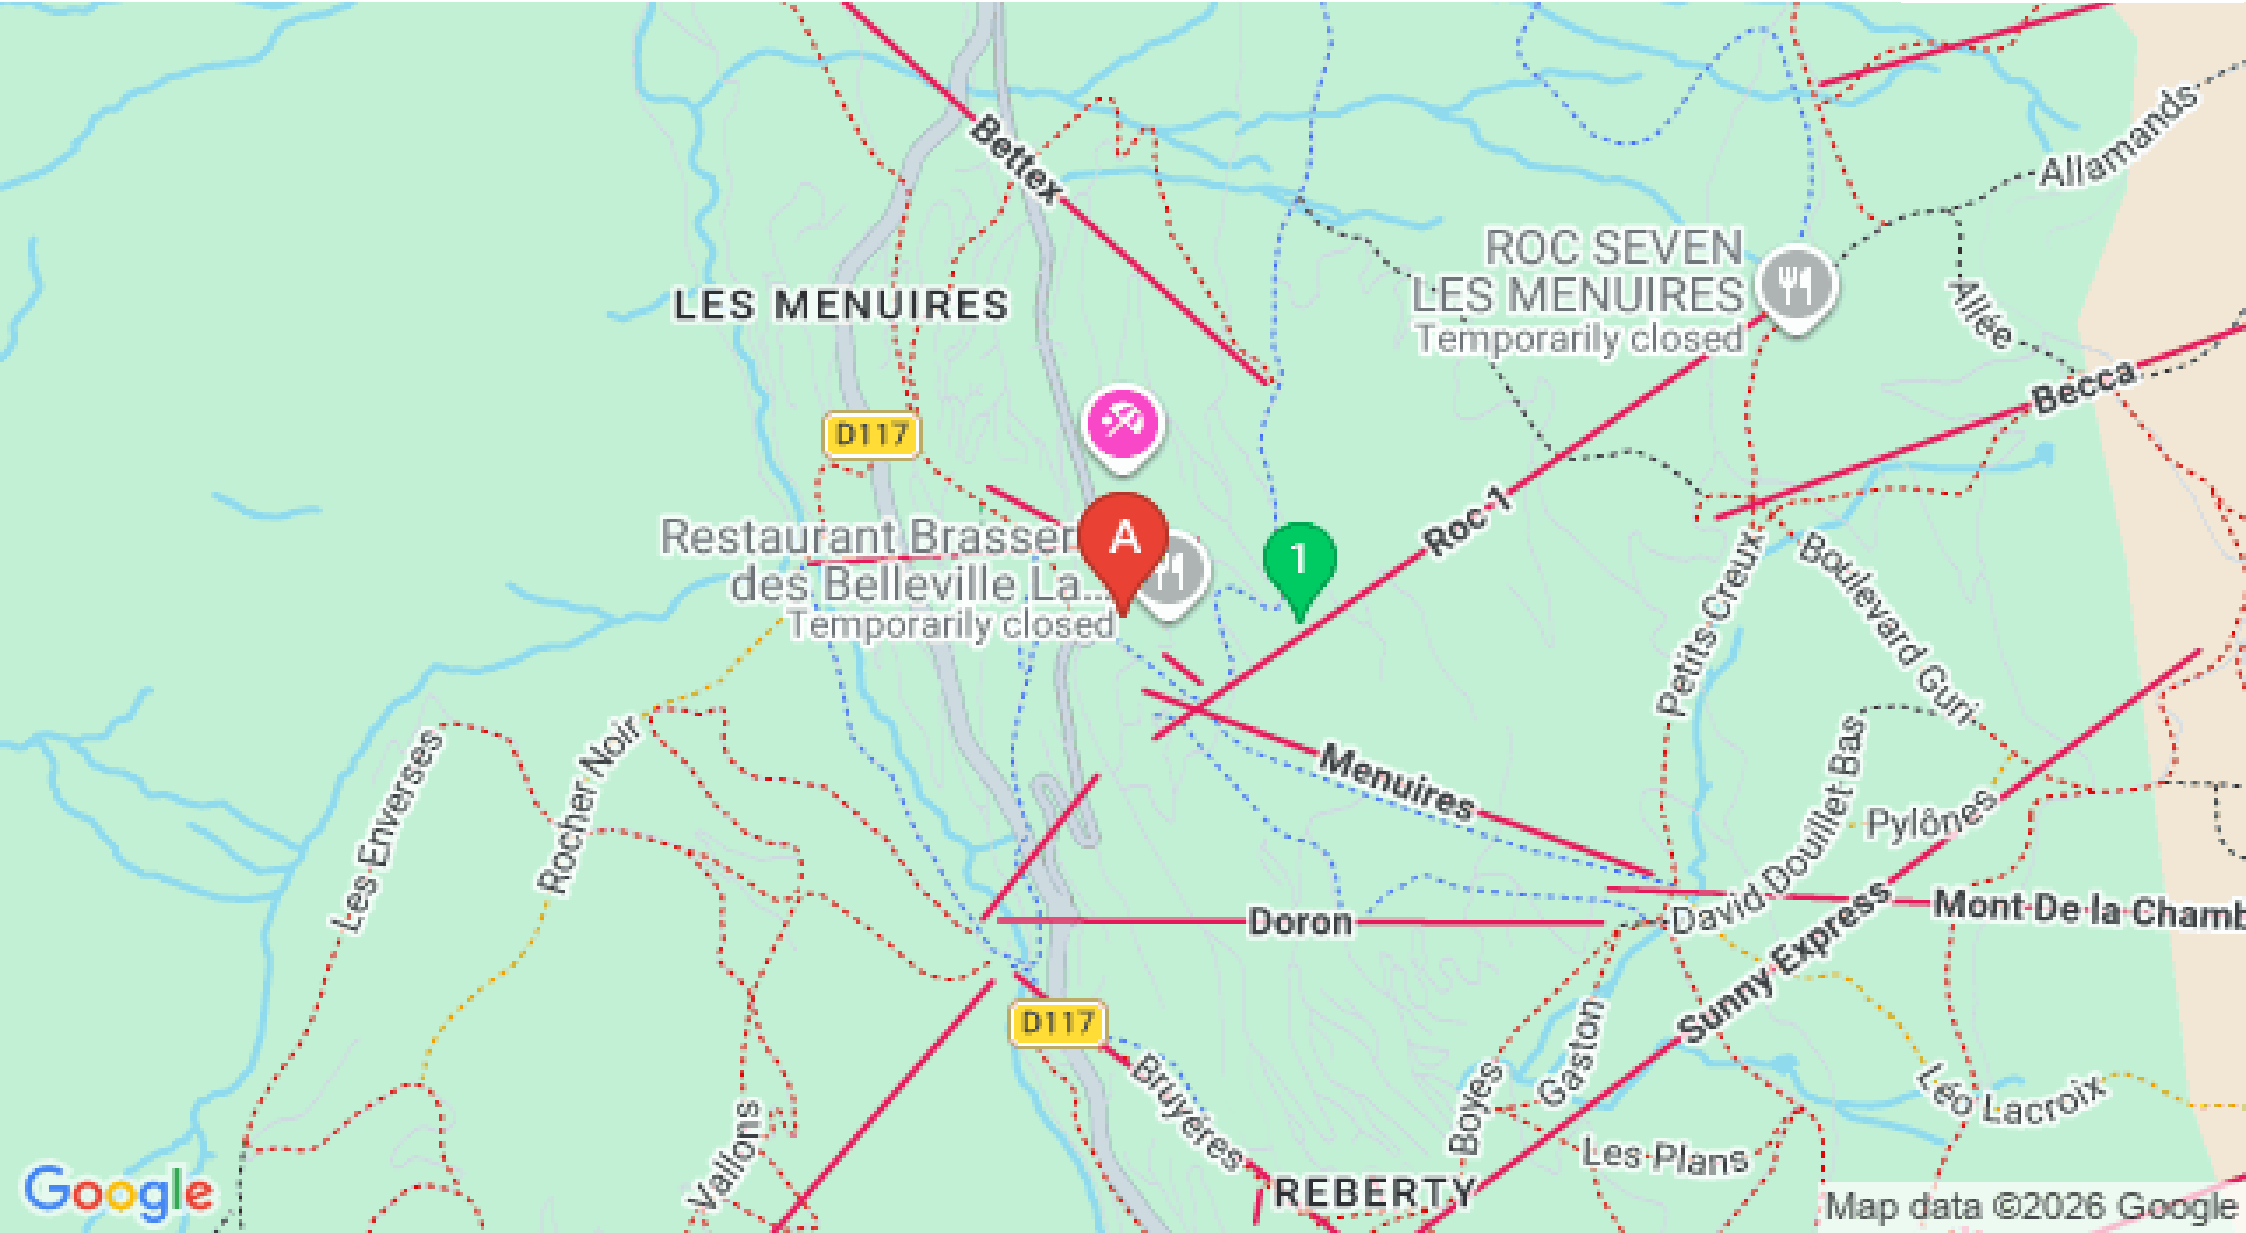 Bettex
Allamands
ROC SEVEN
LES MENUIRES
Temporarily closed
LES MENUIRES
Allée
Becca
D117
Roc 1
A
1
Restaurant Brasser
des Belleville La...
Temporarily closed
Petits Creux
Boulevard Guri
Les Enverses
Rocher Noir
Menuires
David Douillet Bas
Pylônes
Doron
Mont De la Chamb
Sunny Express
D117
Bruyères
Gaston
Boyes
Léo Lacroix
Vallons
Les Plans
REBERTY
Google
Map data ©2026 Google